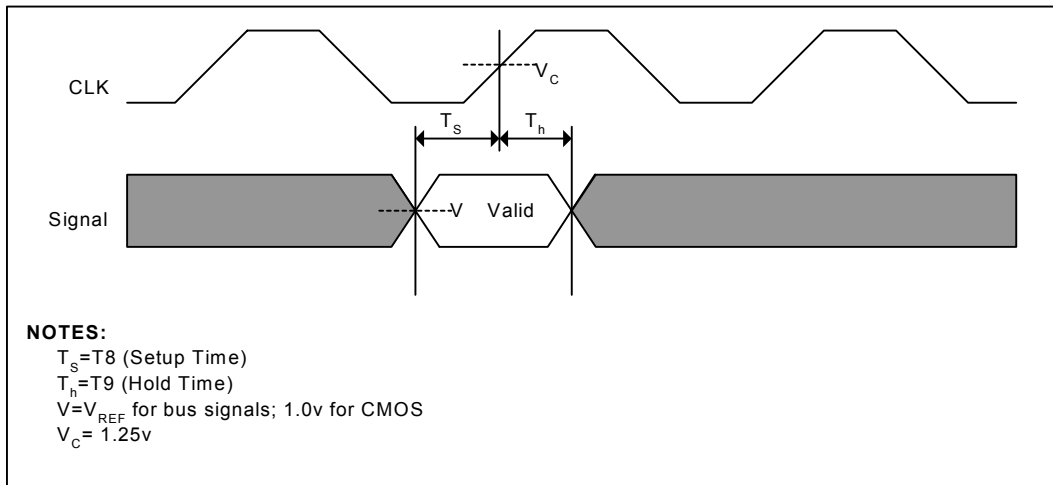 CLK
V_C
T_S T_h
Signal
V Valid
NOTES:
T_S=T8 (Setup Time)
T_h=T9 (Hold Time)
V=V_REF for bus signals; 1.0v for CMOS
V_C= 1.25v